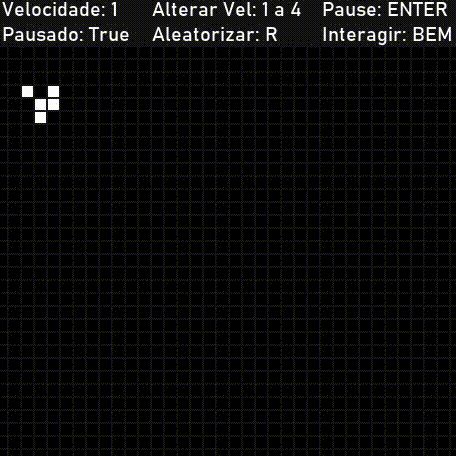 Velocidade: 1 Alterar Vel: 1 a 4 Pause: ENTER
Pausado: True Aleatorizar: R Interagir: BEM